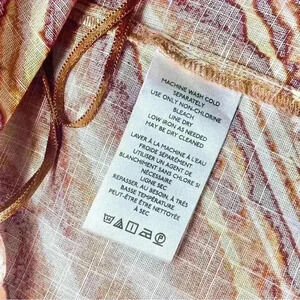 MACHINE WASH COLD
SEPARATELY
USE ONLY NON-CHLORINE
BLEACH
LINE DRY
LOW IRON AS NEEDED
MAY BE DRY CLEANED
LAVER À LA MACHINE À L'EAU
FROIDE SÉPARÉMENT
UTILISER UN AGENT DE
BLANCHIMENT SANS CHLORE SI
NÉCESSAIRE
LIGNE SEC
REPASSER, AU BESOIN, À TRÈS
BASSE TEMPÉRATURE
PEUT-ÊTRE ÊTRE NETTOYÉE
À SEC